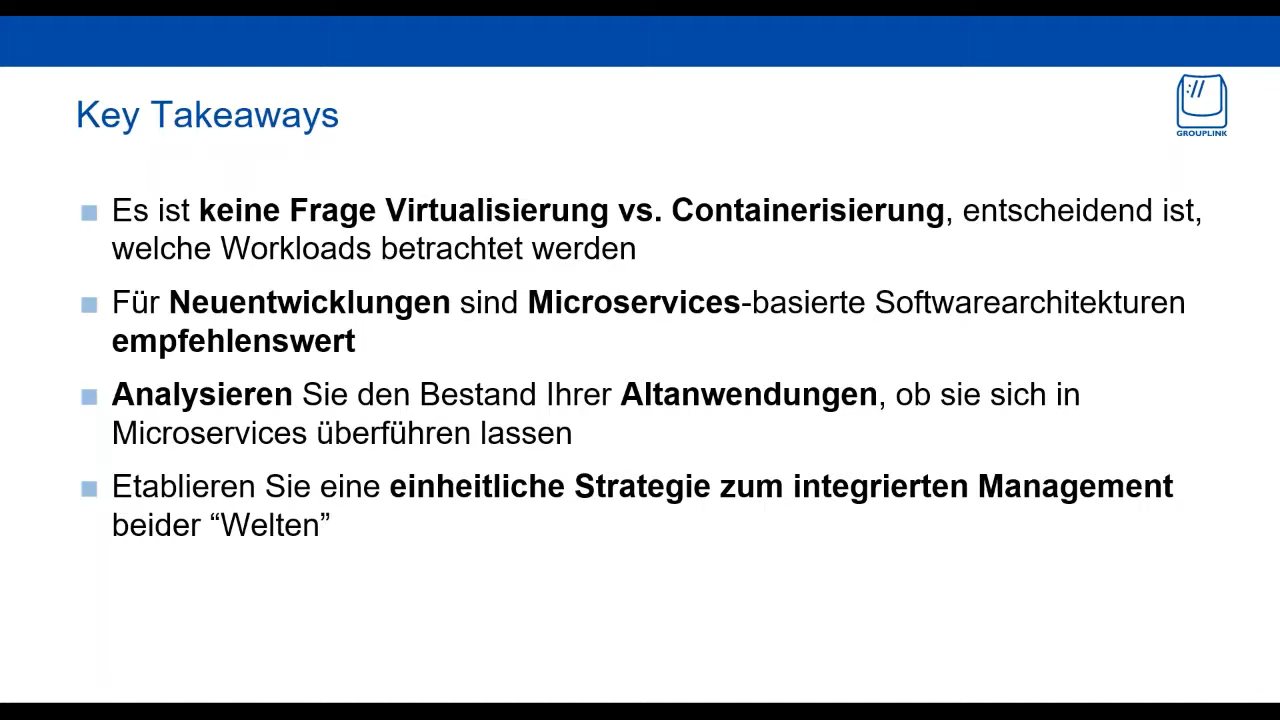 Key Takeaways
://
GROUPLINK
Es ist keine Frage Virtualisierung vs. Containerisierung, entscheidend ist,
welche Workloads betrachtet werden
Für Neuentwicklungen sind Microservices-basierte Softwarearchitekturen
empfehlenswert
Analysieren Sie den Bestand Ihrer Altanwendungen, ob sie sich in
Microservices überführen lassen
Etablieren Sie eine einheitliche Strategie zum integrierten Management
beider “Welten”